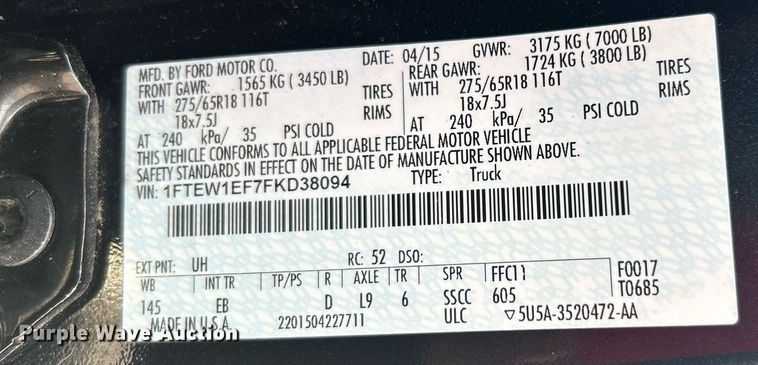 MFD. BY FORD MOTOR CO.
DATE: 04/15
GVWR: 3175 KG ( 7000 LB)
FRONT GAWR: 1565 KG ( 3450 LB)
REAR GAWR: 1724 KG ( 3800 LB)
WITH 275/65R18 116T TIRES
WITH 275/65R18 116T TIRES
18x7.5J RIMS
18x7.5J RIMS
AT 240 kPa/ 35 PSI COLD
AT 240 kPa/ 35 PSI COLD
THIS VEHICLE CONFORMS TO ALL APPLICABLE FEDERAL MOTOR VEHICLE
SAFETY STANDARDS IN EFFECT ON THE DATE OF MANUFACTURE SHOWN ABOVE.
VIN: 1FTEW1EF7FKD38094
TYPE: Truck
EXT PNT: UH RC: 52 DSO:
WB INT TR TP/PS R AXLE TR SPR FFC11 F0017
145 EB D L9 6 SSCC 605 T0685
MADE IN U.S.A. 2201504227711 ULC ▽5U5A-3520472-AA
Purple Wave Auction